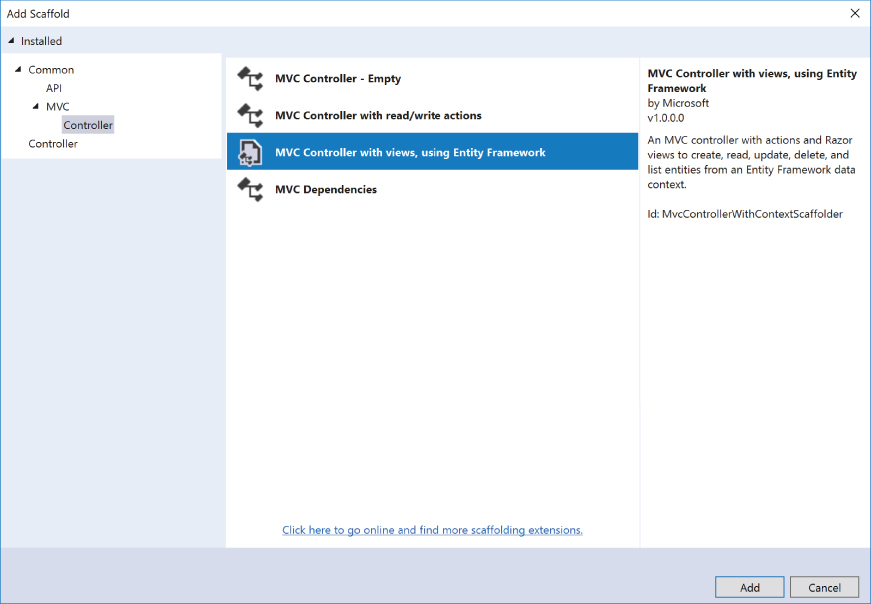 Add Scaffold
Installed
Common
API
MVC
Controller
Controller
MVC Controller - Empty
MVC Controller with read/write actions
MVC Controller with views, using Entity Framework
MVC Dependencies
Click here to go online and find more scaffolding extensions.
MVC Controller with views, using Entity
Framework
by Microsoft
v1.0.0.0
An MVC controller with actions and Razor
views to create, read, update, delete, and
list entities from an Entity Framework data
context.
Id: MvcControllerWithContextScaffolder
Add
Cancel